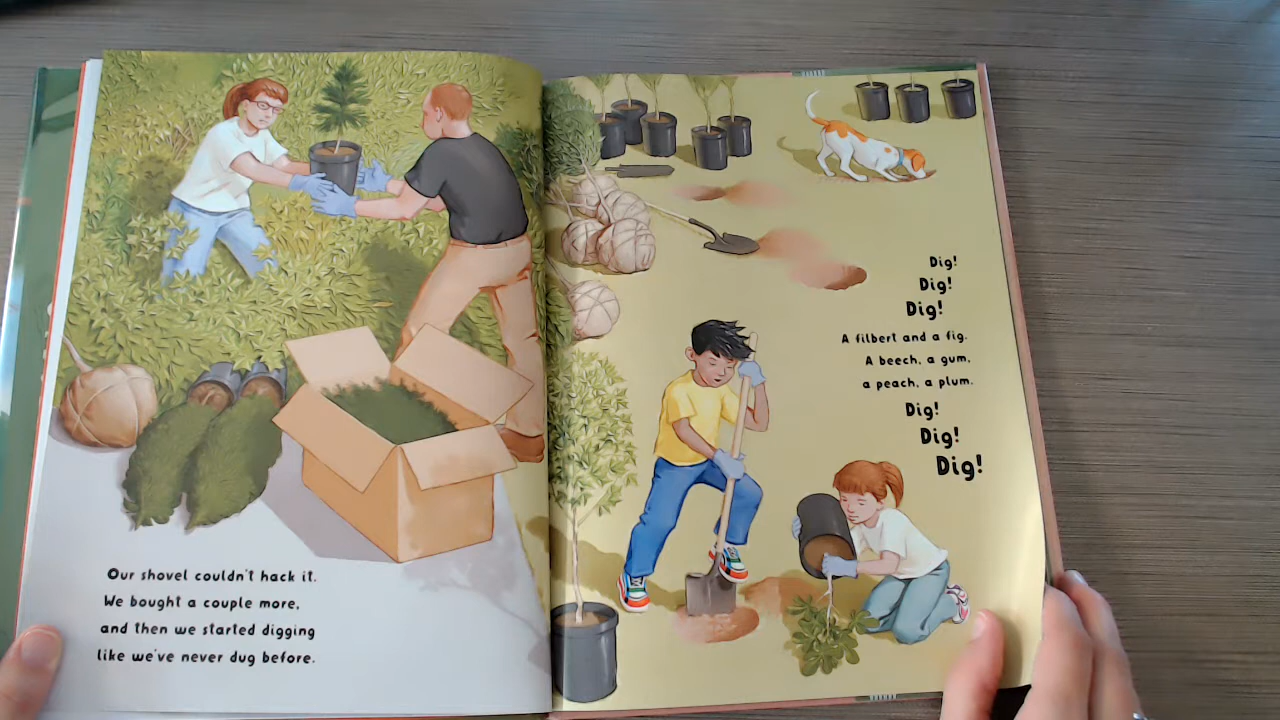 Our shovel couldn't hack it.
We bought a couple more,
and then we started digging
like we've never dug before.
Dig!
Dig!
Dig!
A filbert and a fig.
A beech, a gum,
a peach, a plum.
Dig!
Dig!
Dig!